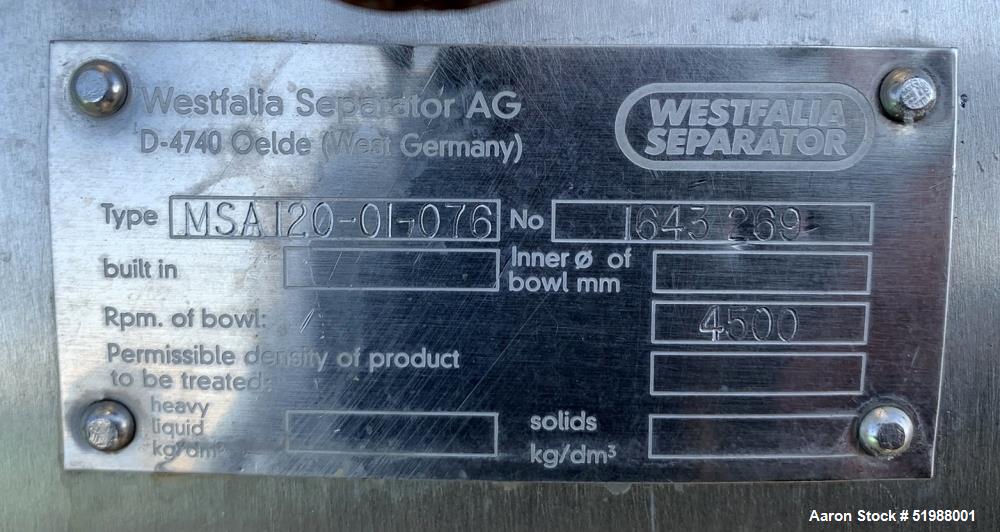 Westfalia Separator AG
D-4740 Oelde (West Germany)
WESTFALIA
SEPARATOR
Type MSA120-01-076 No 1643 269
built in
Inner ø of
bowl mm
Rpm. of bowl: 4500
Permissible density of product
to be treated:
heavy
liquid
kg/dm³
solids
kg/dm³
Aaron Stock # 51988001